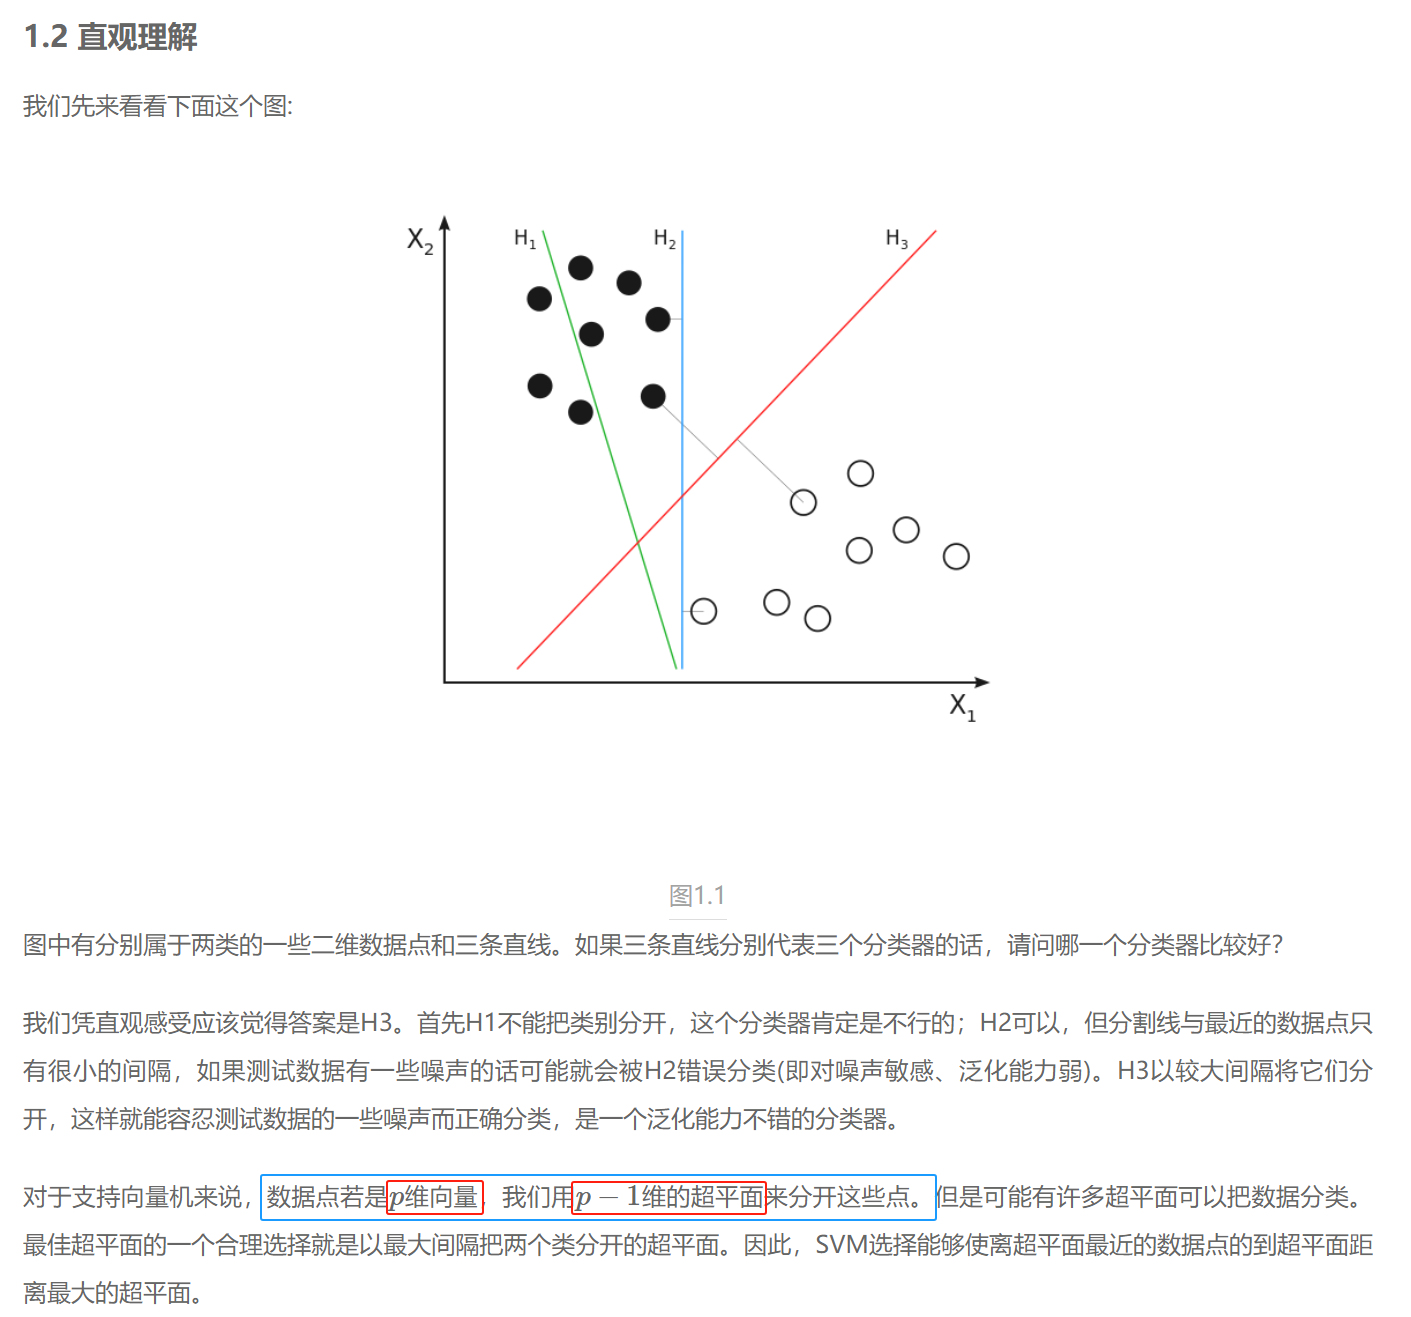 1.2 直观理解
我们先来看看下面这个图:
X₂ H₁ H₂ H₃
X₁
图1.1
图中有分别属于两类的一些二维数据点和三条直线。如果三条直线分别代表三个分类器的话，请问哪一个分类器比较好？
我们凭直观感受应该觉得答案是H3。首先H1不能把类别分开，这个分类器肯定是不行的；H2可以，但分割线与最近的数据点只
有很小的间隔，如果测试数据有一些噪声的话可能就会被H2错误分类(即对噪声敏感、泛化能力弱)。H3以较大间隔将它们分
开，这样就能容忍测试数据的一些噪声而正确分类，是一个泛化能力不错的分类器。
对于支持向量机来说，数据点若是p维向量，我们用p − 1维的超平面来分开这些点。但是可能有许多超平面可以把数据分类。
最佳超平面的一个合理选择就是以最大间隔把两个类分开的超平面。因此，SVM选择能够使离超平面最近的数据点的到超平面距
离最大的超平面。